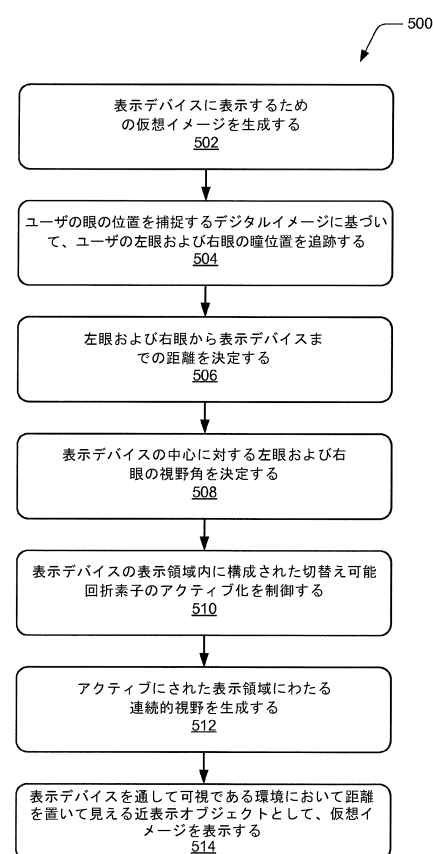 500
表示デバイスに表示するため
の仮想イメージを生成する
502
ユーザの眼の位置を捕捉するデジタルイメージに基づい
て、ユーザの左眼および右眼の瞳位置を追跡する
504
左眼および右眼から表示デバイスま
での距離を決定する
506
表示デバイスの中心に対する左眼および右
眼の視野角を決定する
508
表示デバイスの表示領域内に構成された切替え可能
回折素子のアクティブ化を制御する
510
アクティブにされた表示領域にわたる
連続的視野を生成する
512
表示デバイスを通して可視である環境において距離
を置いて見える近表示オブジェクトとして、仮想イ
メージを表示する
514